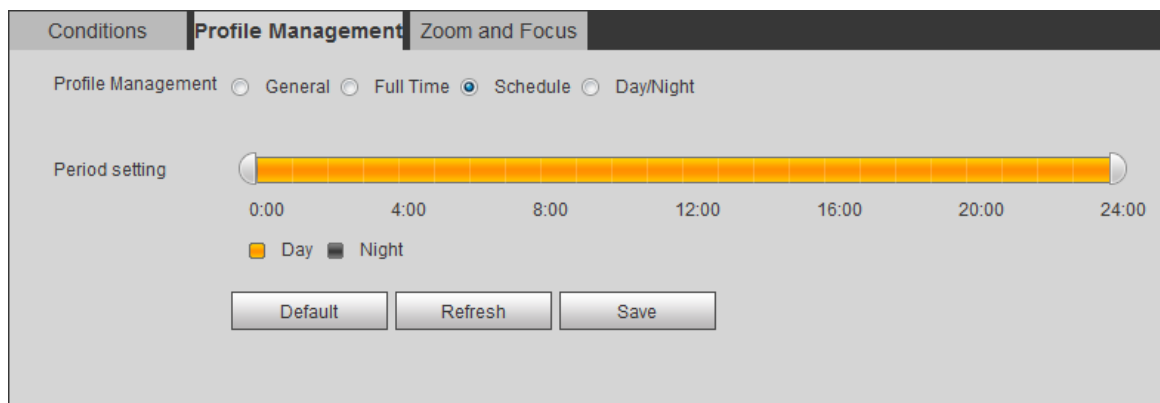 Conditions Profile Management Zoom and Focus
Profile Management General Full Time Schedule Day/Night
Period setting
0:00 4:00 8:00 12:00 16:00 20:00 24:00
Day Night
Default Refresh Save